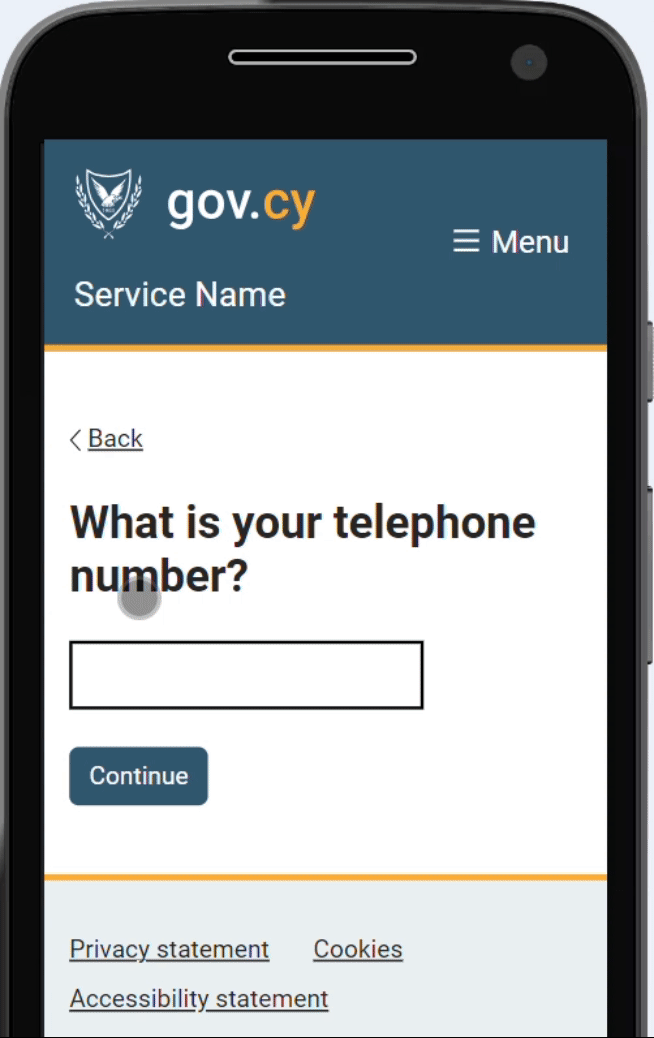 gov.cy
Menu
Service Name
Back
What is your telephone
number?
Continue
Privacy statement Cookies
Accessibility statement